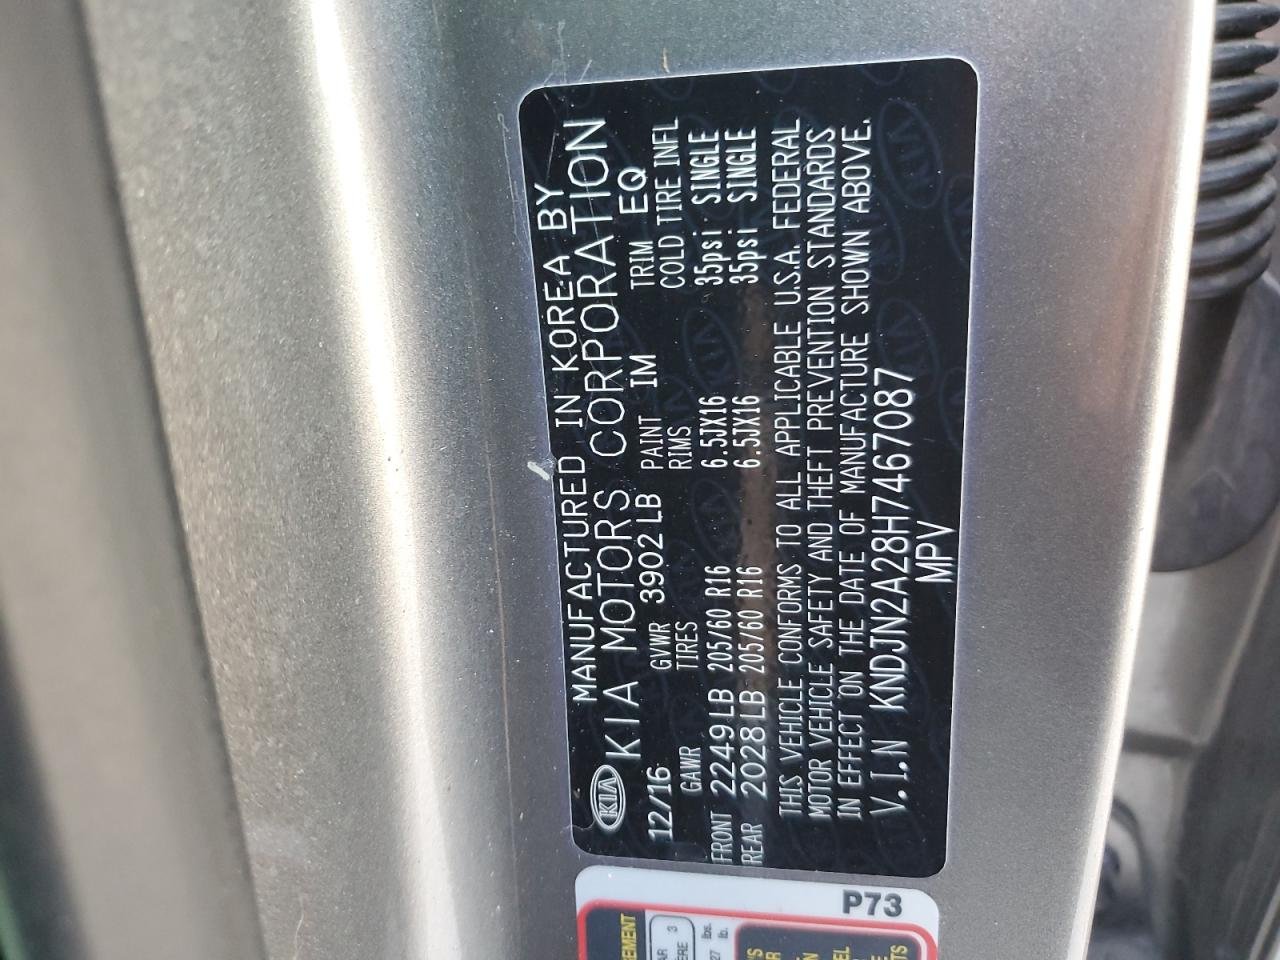 MANUFACTURED IN KOREA BY
KIA KIA MOTORS CORPORATION
12/16 GVWR 3902 LB PAINT IM TRIM EQ
GAWR TIRES RIMS COLD TIRE INFL
FRONT 2249 LB 205/60 R16 6.5JX16 35psi SINGLE
REAR 2028 LB 205/60 R16 6.5JX16 35psi SINGLE
THIS VEHICLE CONFORMS TO ALL APPLICABLE U.S.A. FEDERAL
MOTOR VEHICLE SAFETY AND THEFT PREVENTION STANDARDS
IN EFFECT ON THE DATE OF MANUFACTURE SHOWN ABOVE.
V.I.N KNDJN2A28H7467087
MPV
P73